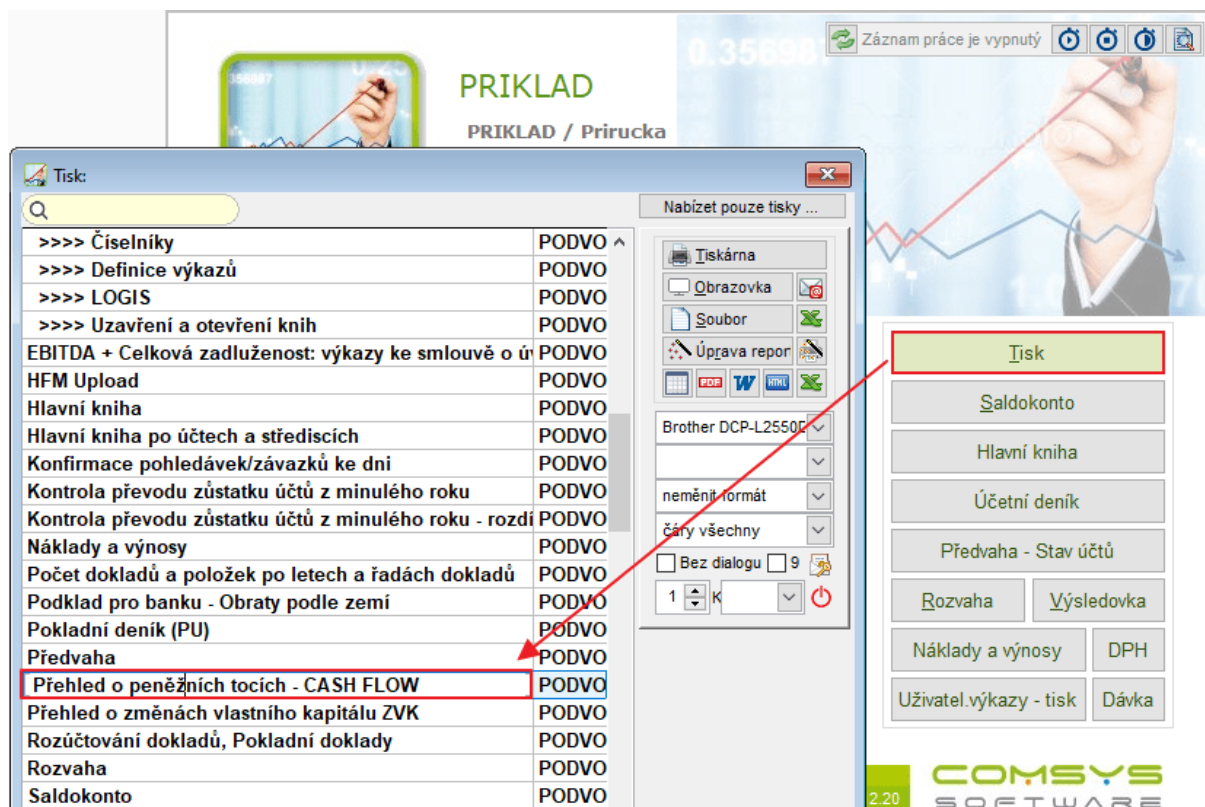 0.356987
Záznam práce je vypnutý
PRIKLAD
PRIKLAD / Prirucka
Tisk:
Nabízet pouze tisky ...
>>>> Číselníky PODVO
>>>> Definice výkazů PODVO
>>>> LOGIS PODVO
>>>> Uzavření a otevření knih PODVO
EBITDA + Celková zadluženost: výkazy ke smlouvě o úv PODVO
HFM Upload PODVO
Hlavní kniha PODVO
Hlavní kniha po účtech a střediscích PODVO
Konfirmace pohledávek/závazků ke dni PODVO
Kontrola převodu zůstatku účtů z minulého roku PODVO
Kontrola převodu zůstatku účtů z minulého roku - rozdí PODVO
Náklady a výnosy PODVO
Počet dokladů a položek po letech a řadách dokladů PODVO
Podklad pro banku - Obraty podle zemí PODVO
Pokladní deník (PU) PODVO
Předvaha PODVO
Přehled o peněžních tocích - CASH FLOW PODVO
Přehled o změnách vlastního kapitálu ZVK PODVO
Rozúčtování dokladů, Pokladní doklady PODVO
Rozvaha PODVO
Saldokonto PODVO
Tiskárna
Obrazovka
Soubor
Úprava repor
PDF W HTML
Brother DCP-L2550D
neměnit formát
čáry všechny
Bez dialogu 9
1 K
Tisk
Saldokonto
Hlavní kniha
Účetní deník
Předvaha - Stav účtů
Rozvaha Výsledovka
Náklady a výnosy DPH
Uživatel.výkazy - tisk Dávka
2.20
COMSYS
SOFTWARE